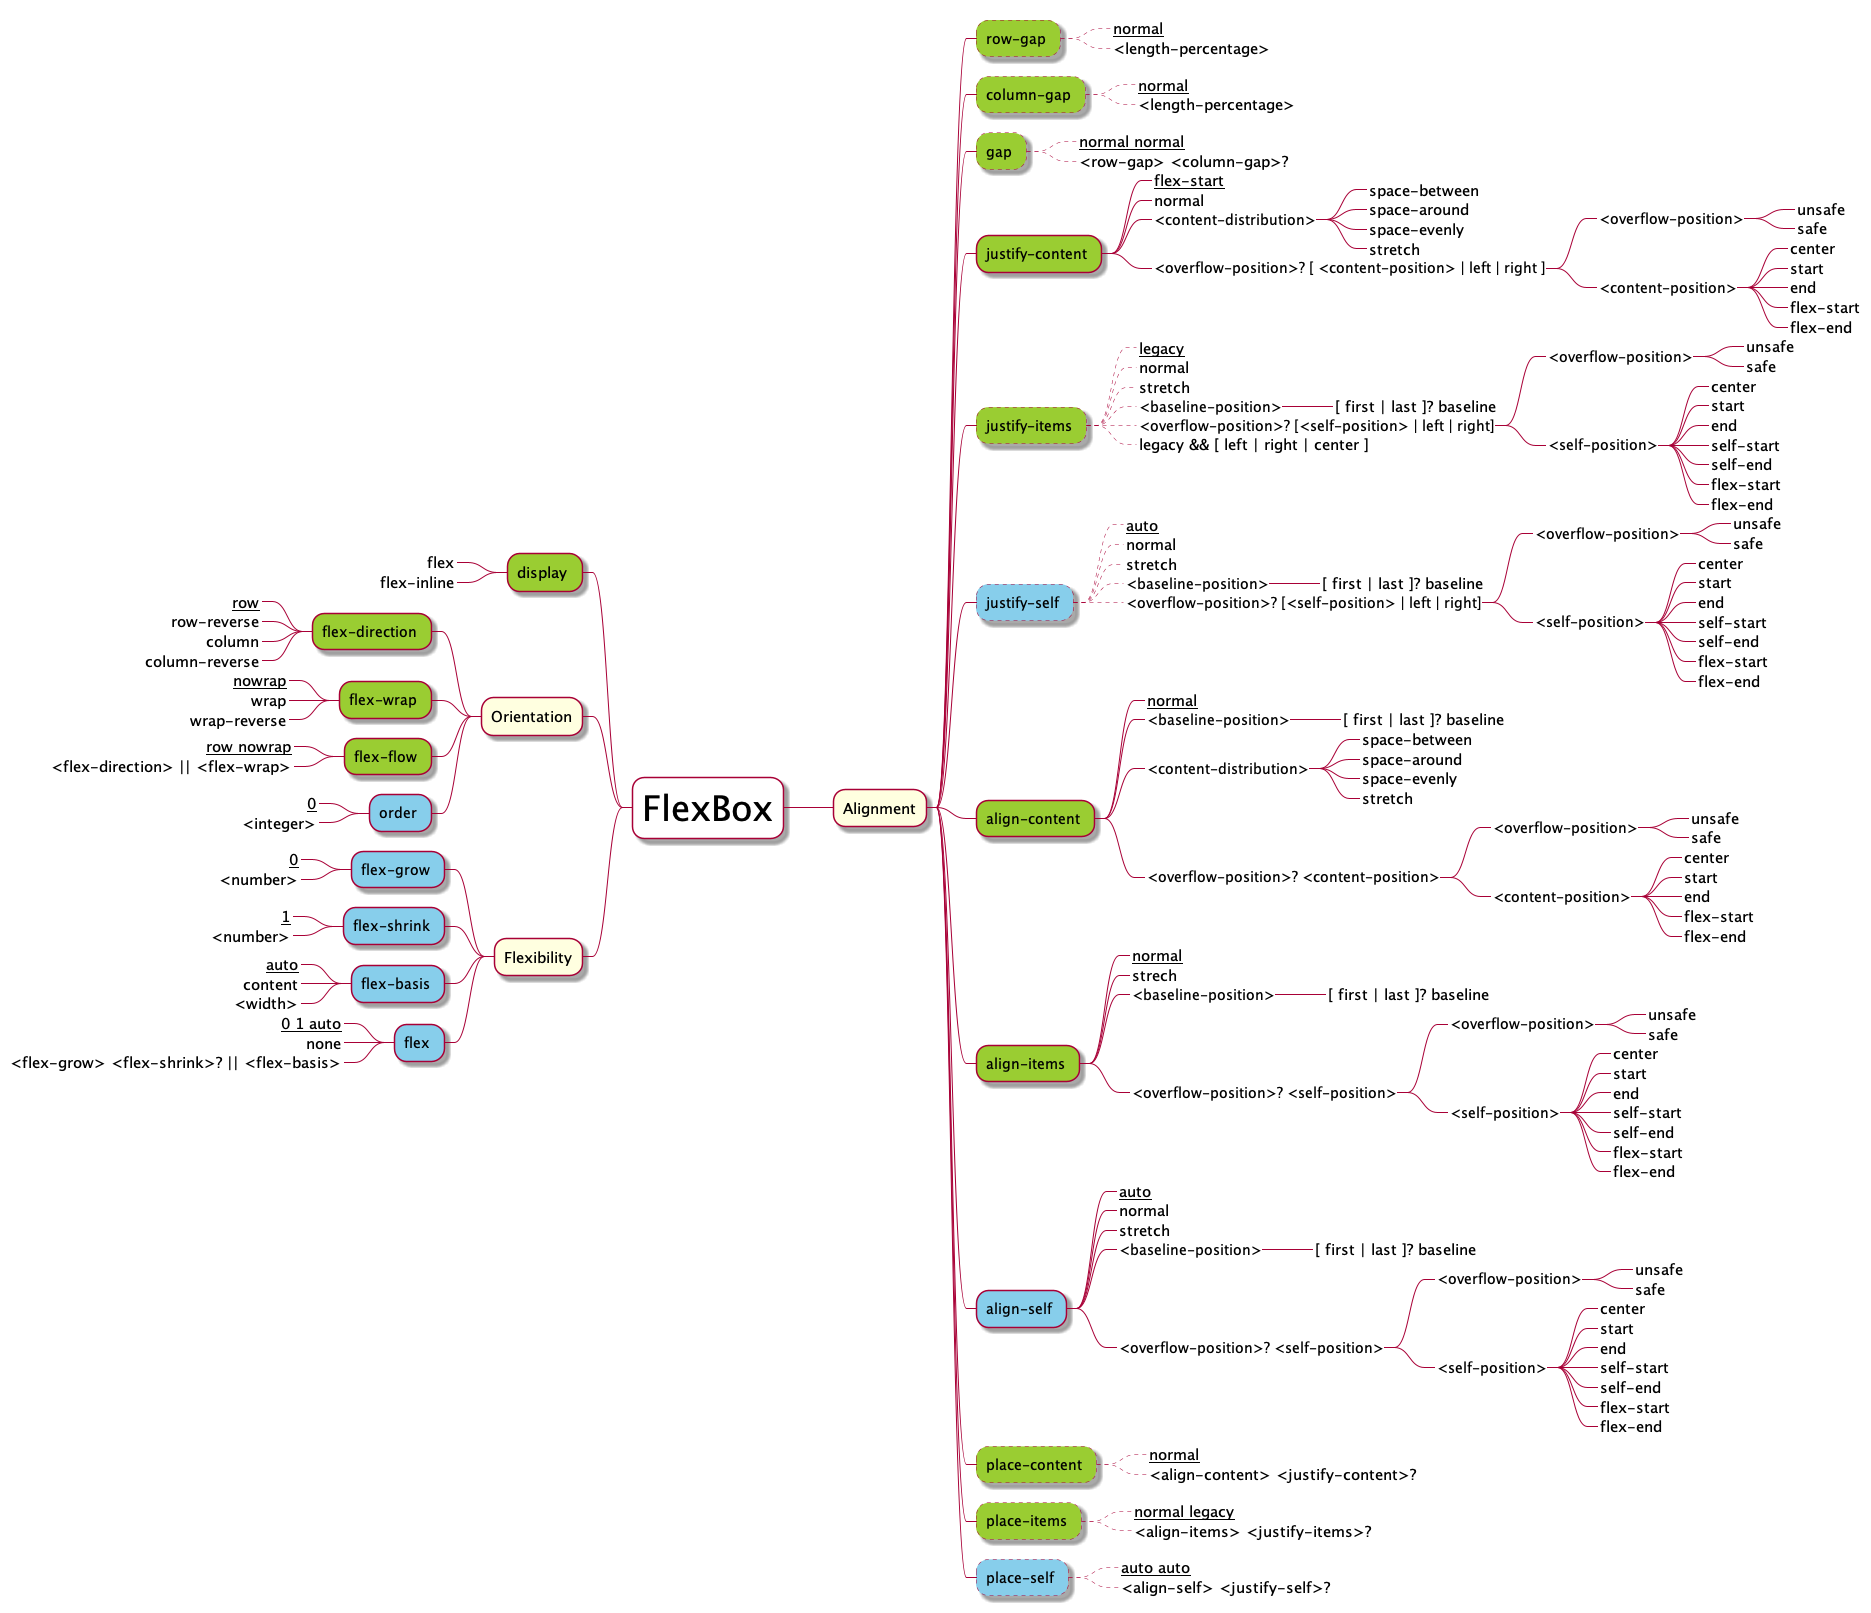 FlexBox
display
flex
flex-inline
Orientation
flex-direction
row
row-reverse
column
column-reverse
flex-wrap
nowrap
wrap
wrap-reverse
flex-flow
row nowrap
<flex-direction> || <flex-wrap>
order
0
<integer>
Flexibility
flex-grow
0
<number>
flex-shrink
1
<number>
flex-basis
auto
content
<width>
flex
0 1 auto
none
<flex-grow> <flex-shrink>? || <flex-basis>
Alignment
row-gap
normal
<length-percentage>
column-gap
normal
<length-percentage>
gap
normal normal
<row-gap> <column-gap>?
justify-content
flex-start
normal
<content-distribution>
space-between
space-around
space-evenly
stretch
<overflow-position>? [ <content-position> | left | right ]
<overflow-position>
unsafe
safe
<content-position>
center
start
end
flex-start
flex-end
justify-items
legacy
normal
stretch
<baseline-position>
[ first | last ]? baseline
<overflow-position>? [<self-position> | left | right]
<overflow-position>
unsafe
safe
<self-position>
center
start
end
self-start
self-end
flex-start
flex-end
legacy && [ left | right | center ]
justify-self
auto
normal
stretch
<baseline-position>
[ first | last ]? baseline
<overflow-position>? [<self-position> | left | right]
<overflow-position>
unsafe
safe
<self-position>
center
start
end
self-start
self-end
flex-start
flex-end
align-content
normal
<baseline-position>
[ first | last ]? baseline
<content-distribution>
space-between
space-around
space-evenly
stretch
<overflow-position>? <content-position>
<overflow-position>
unsafe
safe
<content-position>
center
start
end
flex-start
flex-end
align-items
normal
strech
<baseline-position>
[ first | last ]? baseline
<overflow-position>? <self-position>
<overflow-position>
unsafe
safe
<self-position>
center
start
end
self-start
self-end
flex-start
flex-end
align-self
auto
normal
stretch
<baseline-position>
[ first | last ]? baseline
<overflow-position>? <self-position>
<overflow-position>
unsafe
safe
<self-position>
center
start
end
self-start
self-end
flex-start
flex-end
place-content
normal
<align-content> <justify-content>?
place-items
normal legacy
<align-items> <justify-items>?
place-self
auto auto
<align-self> <justify-self>?